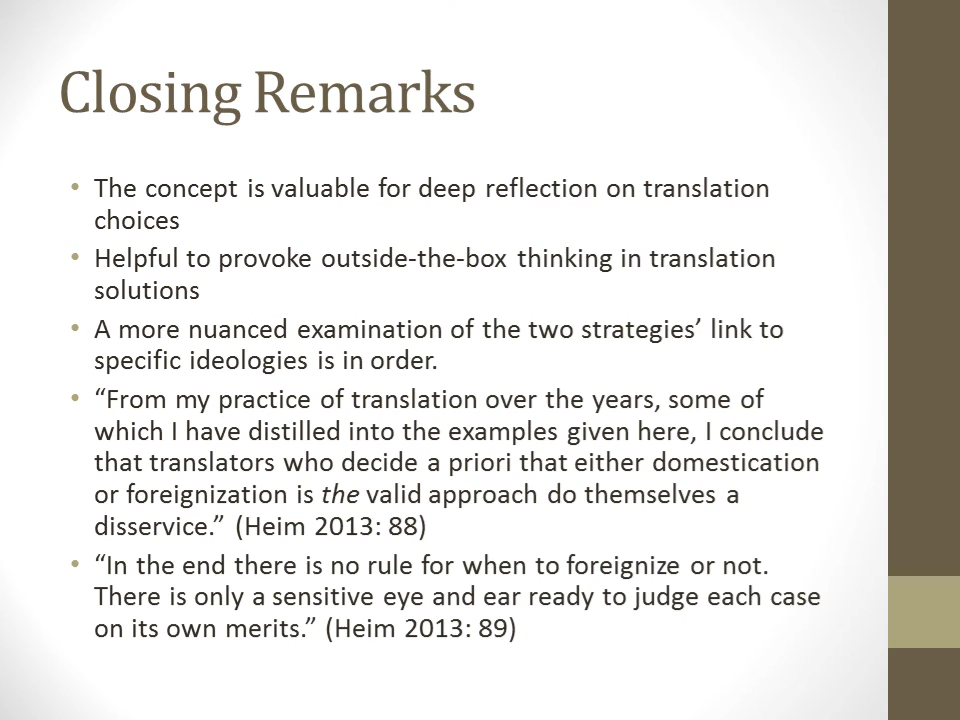 Closing Remarks
• The concept is valuable for deep reflection on translation
choices
• Helpful to provoke outside-the-box thinking in translation
solutions
• A more nuanced examination of the two strategies’ link to
specific ideologies is in order.
• “From my practice of translation over the years, some of
which I have distilled into the examples given here, I conclude
that translators who decide a priori that either domestication
or foreignization is the valid approach do themselves a
disservice.” (Heim 2013: 88)
• “In the end there is no rule for when to foreignize or not.
There is only a sensitive eye and ear ready to judge each case
on its own merits.” (Heim 2013: 89)